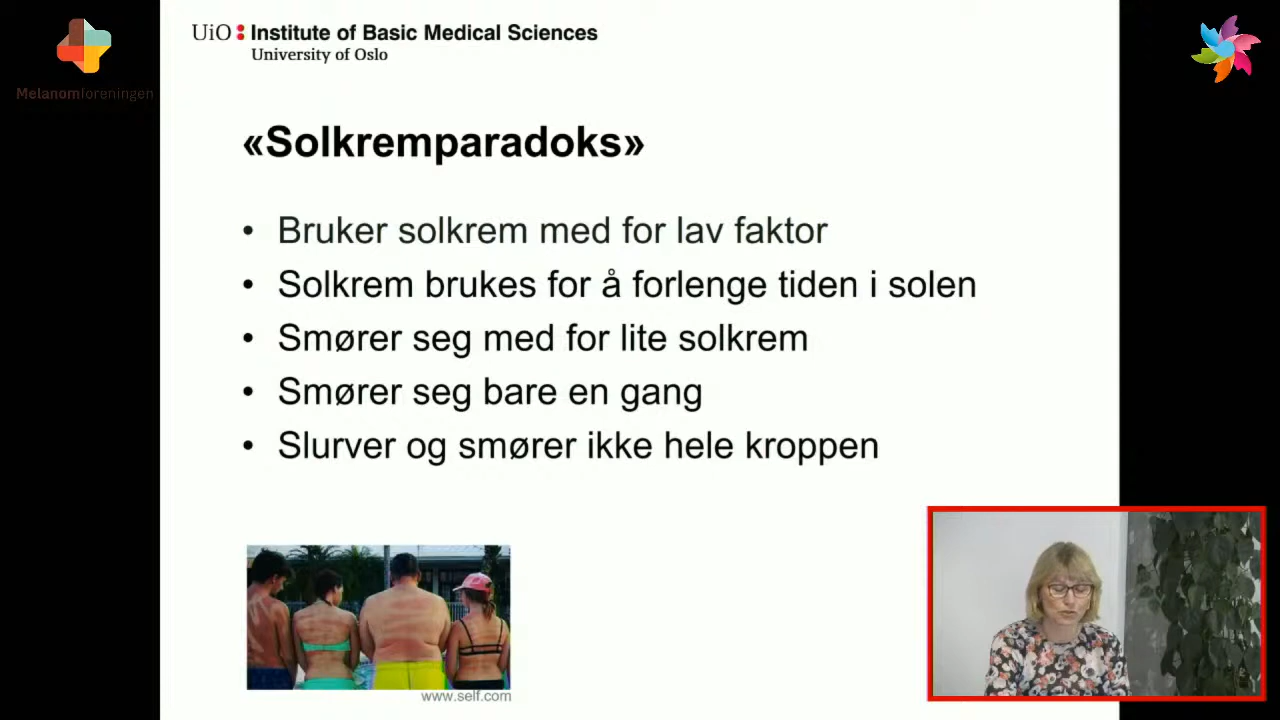 UiO: Institute of Basic Medical Sciences
University of Oslo
Melanomforeningen
«Solkremparadoks»
• Bruker solkrem med for lav faktor
• Solkrem brukes for å forlenge tiden i solen
• Smører seg med for lite solkrem
• Smører seg bare en gang
• Slurver og smører ikke hele kroppen
www.self.com